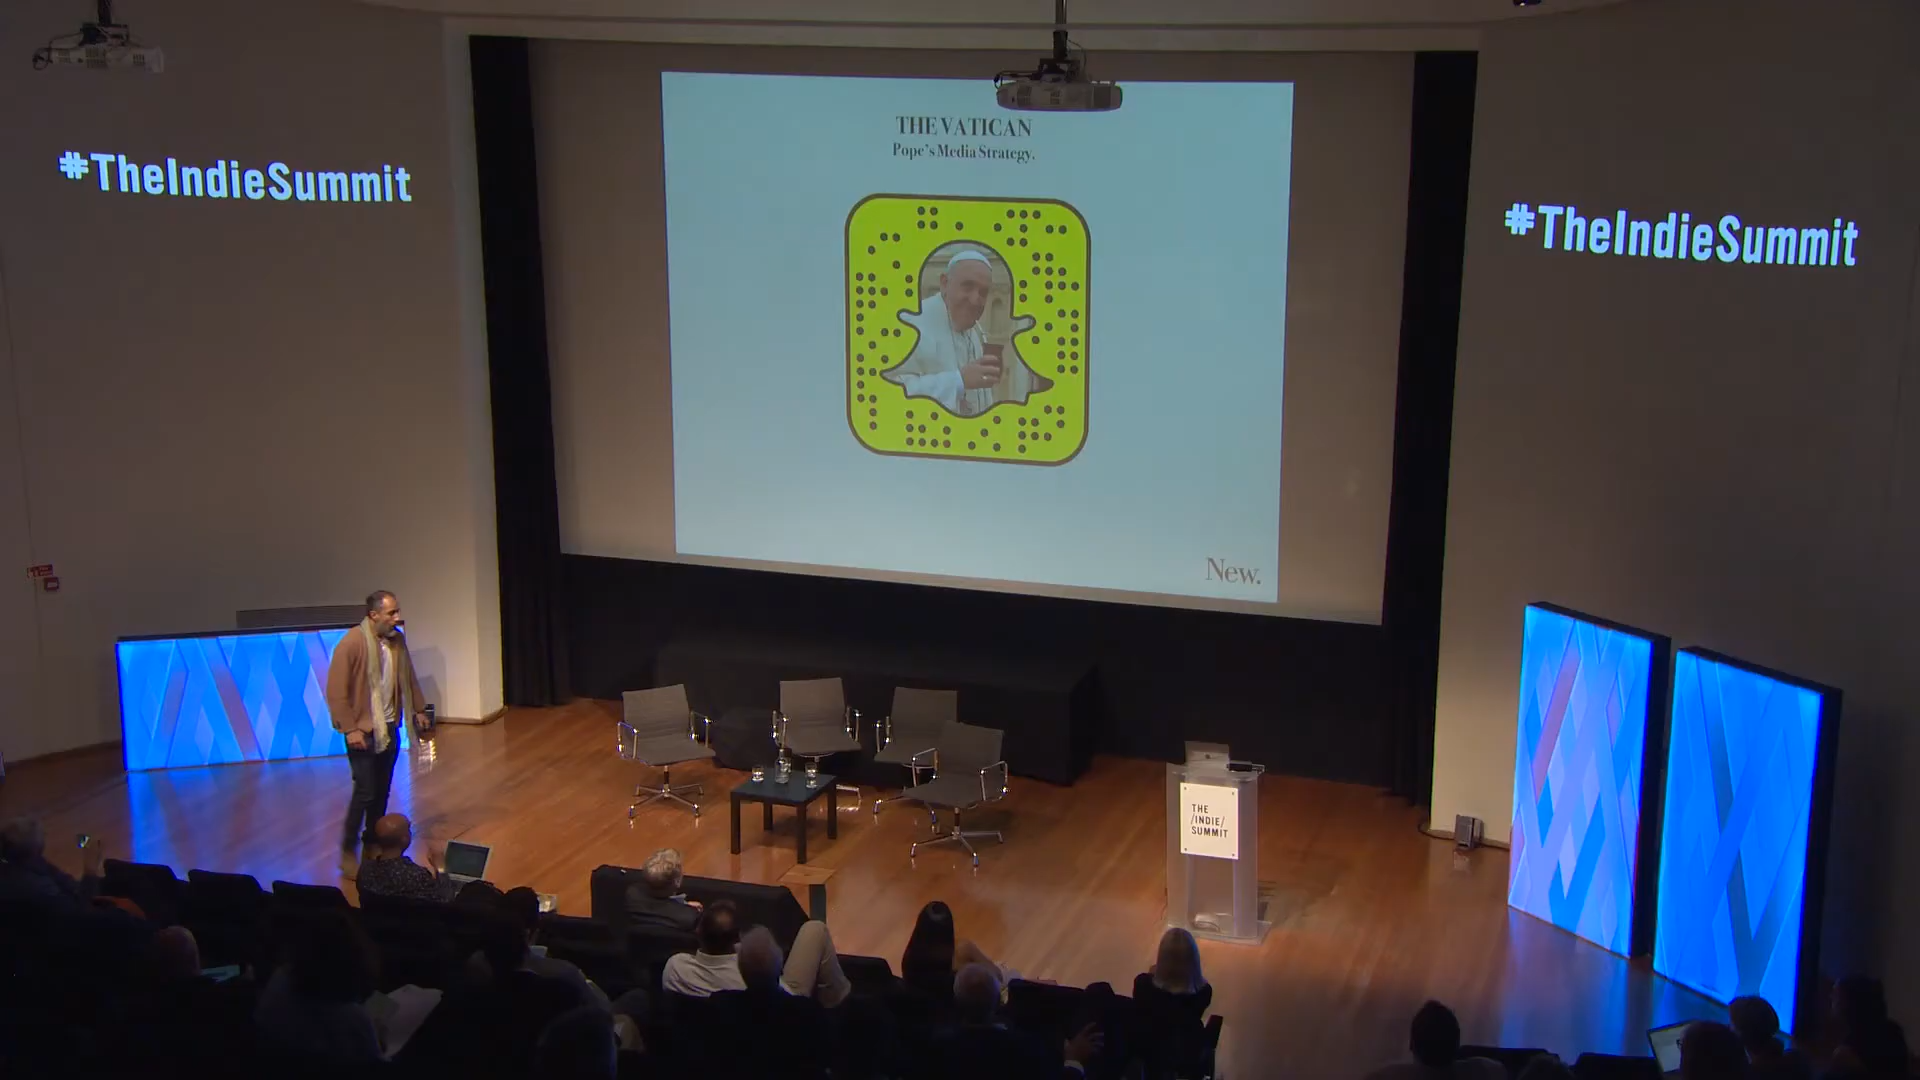 #TheIndieSummit
THE VATICAN
Pope's Media Strategy.
#TheIndieSummit
New.
THE
/INDIE/
SUMMIT